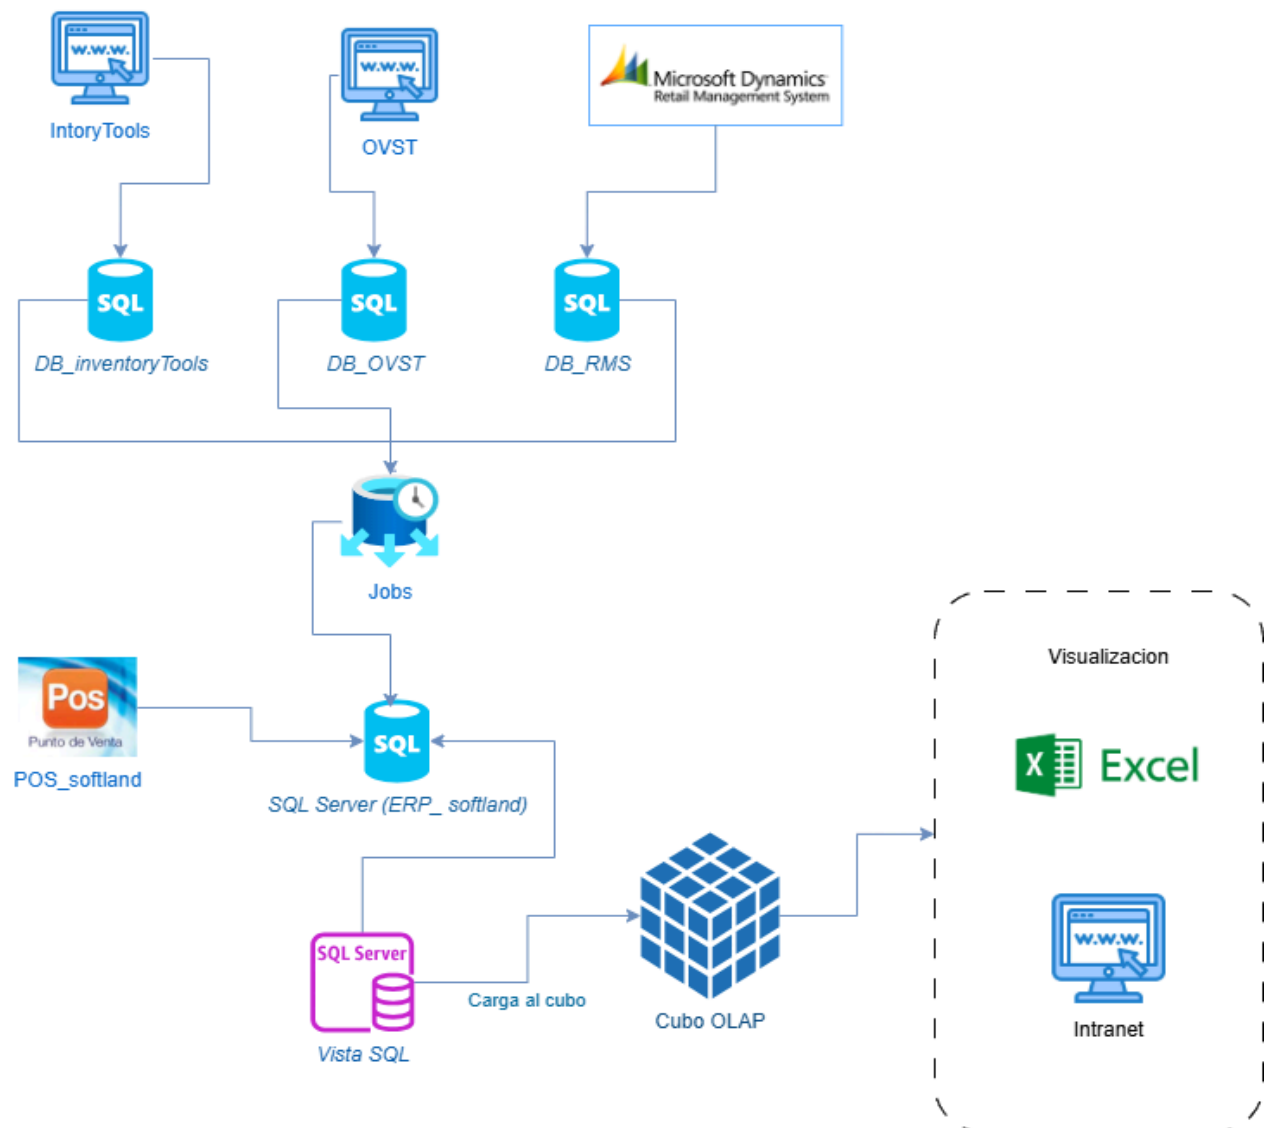 w.w.w.
IntoryTools
w.w.w.
OVST
Microsoft Dynamics
Retail Management System
SQL
DB_inventoryTools
SQL
DB_OVST
SQL
DB_RMS
Jobs
Pos
Punto de Venta
POS_softland
SQL
SQL Server (ERP_ softland)
SQL Server
Vista SQL
Carga al cubo
Cubo OLAP
Visualizacion
X
Excel
w.w.w.
Intranet